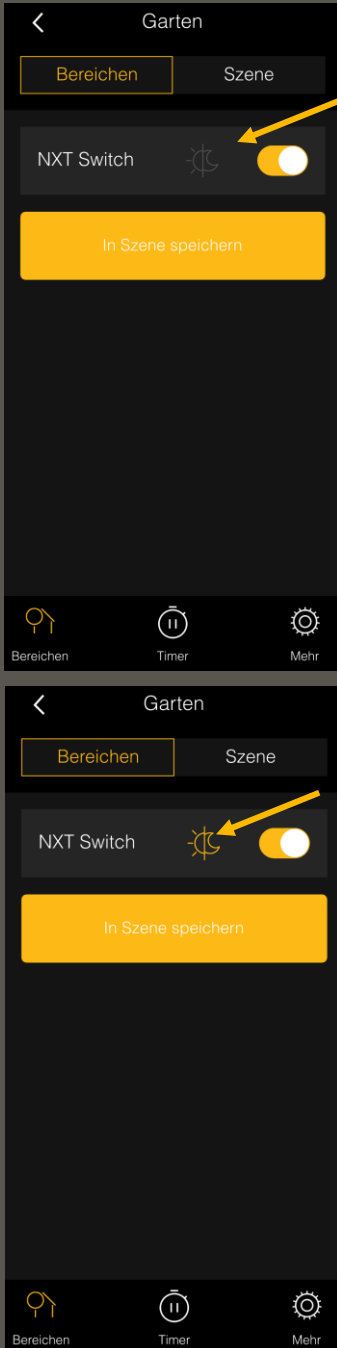 Garten
Bereichen Szene
NXT Switch
In Szene speichern
Bereichen Timer Mehr
Garten
Bereichen Szene
NXT Switch
In Szene speichern
Bereichen Timer Mehr